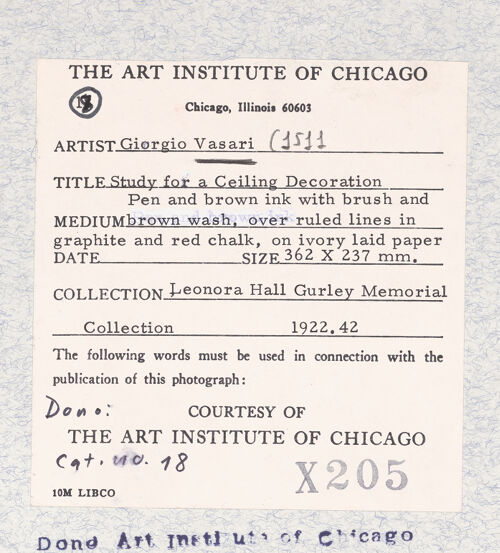 THE ART INSTITUTE OF CHICAGO
18
Chicago, Illinois 60603
ARTIST Giorgio Vasari (1511
TITLE Study for a Ceiling Decoration
Pen and brown ink with brush and
MEDIUM brown wash, over ruled lines in
graphite and red chalk, on ivory laid paper
DATE SIZE 362 X 237 mm.
COLLECTION Leonora Hall Gurley Memorial
Collection 1922.42
The following words must be used in connection with the
publication of this photograph:
Dono: COURTESY OF
THE ART INSTITUTE OF CHICAGO
Cat. no. 18
X205
10M LIBCO
Dono Art Institute of Chicago